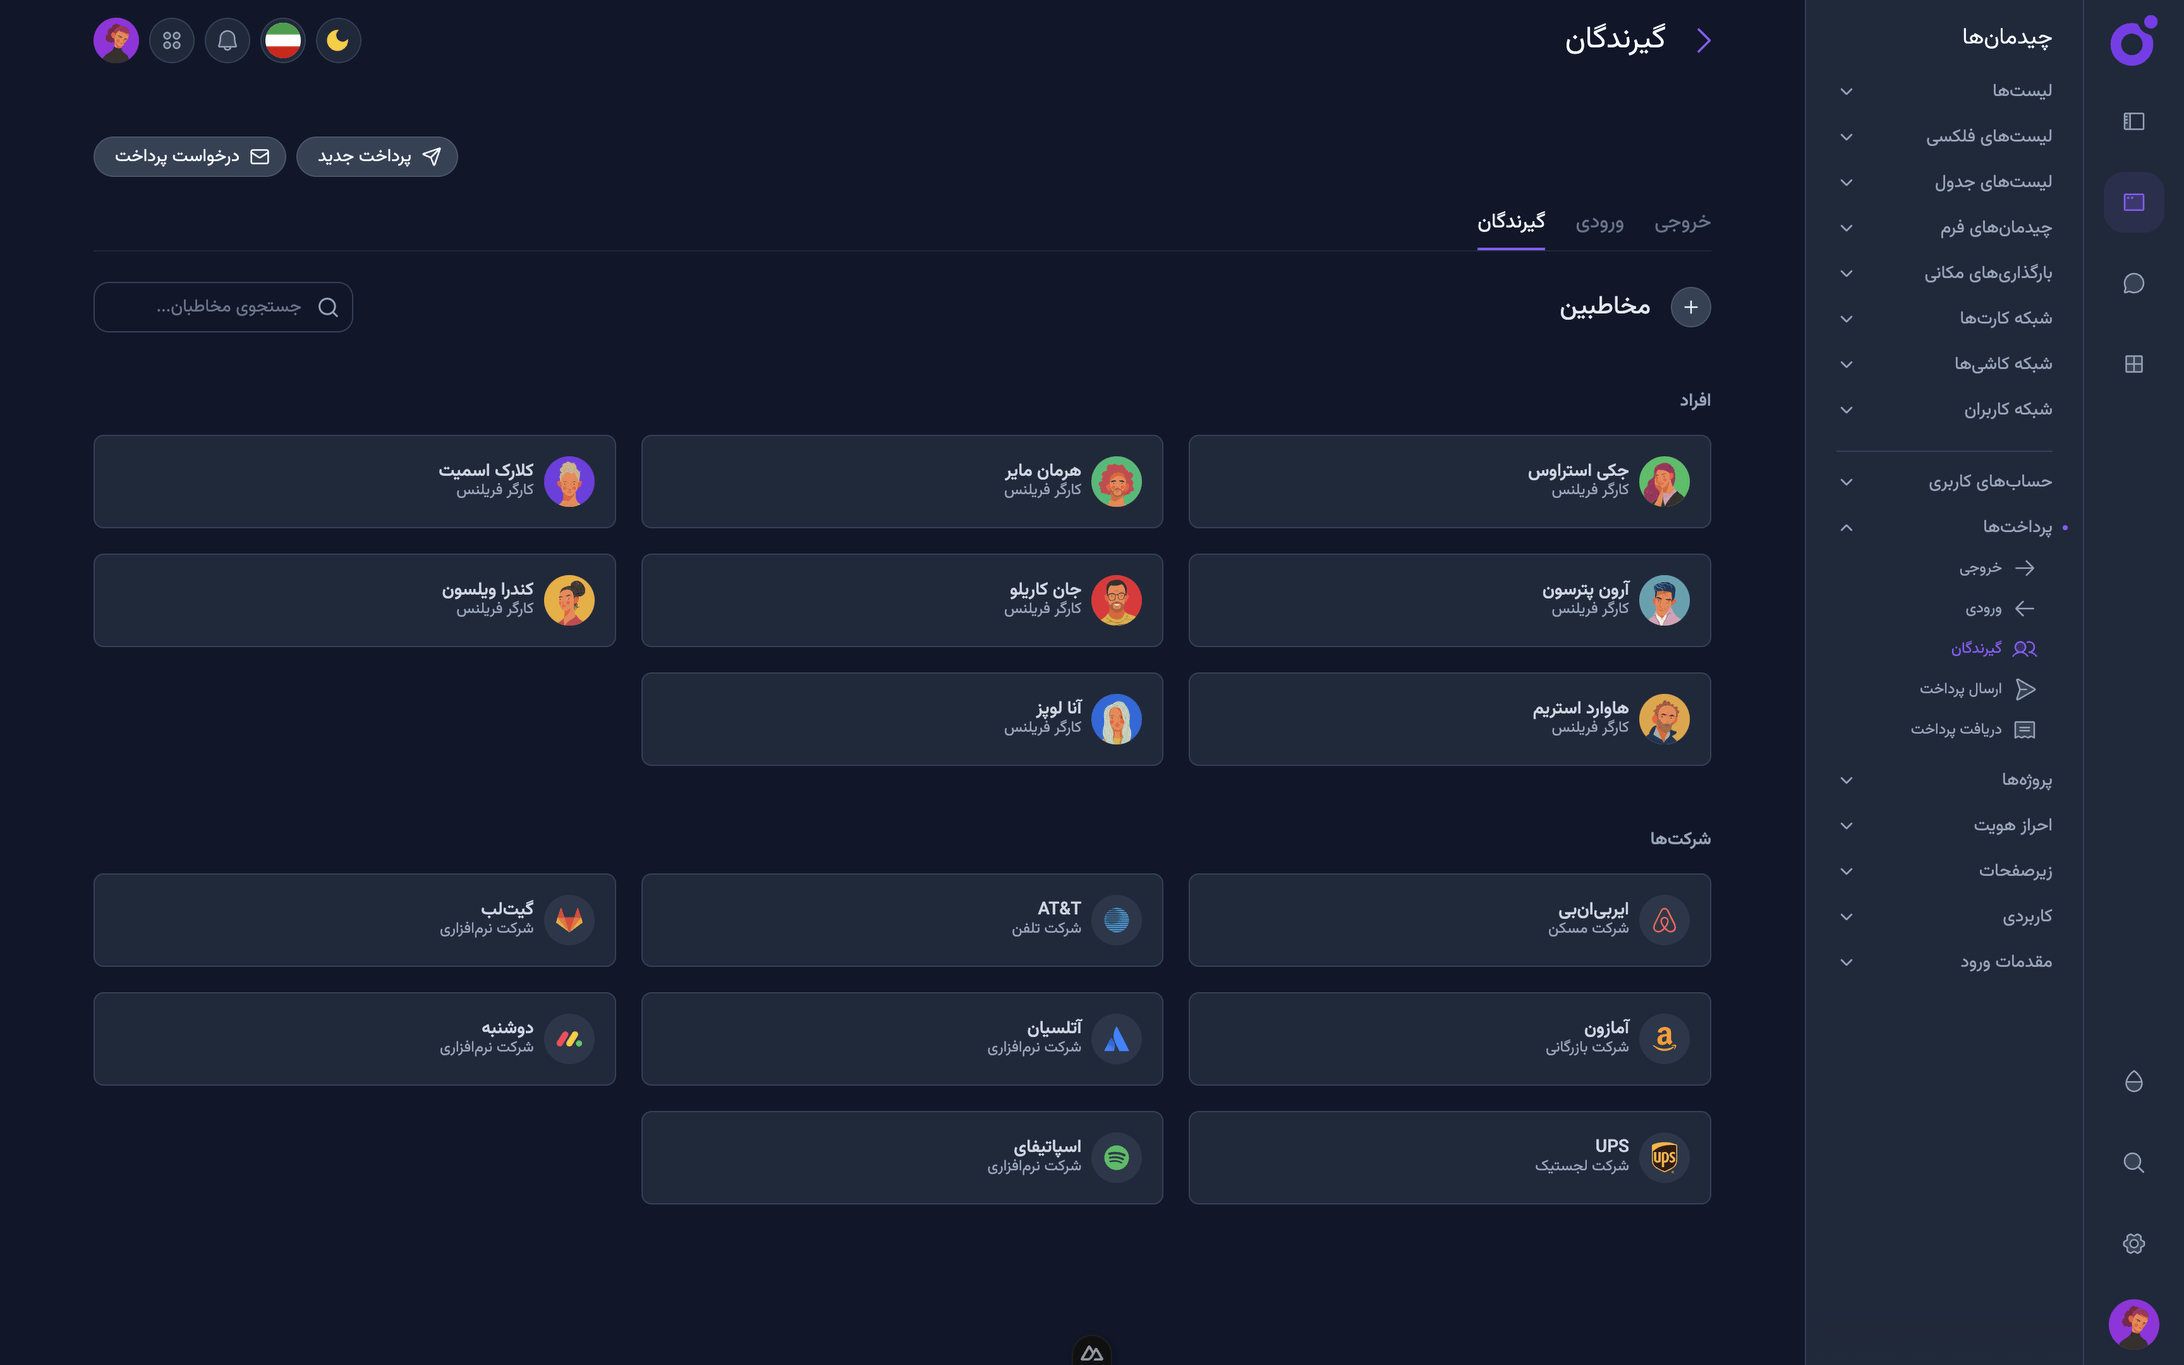 چیدمان‌ها
لیست‌ها
لیست‌های فلکسی
لیست‌های جدول
چیدمان‌های فرم
بارگذاری‌های مکانی
شبکه کارت‌ها
شبکه کاشی‌ها
شبکه کاربران
حساب‌های کاربری
پرداخت‌ها
خروجی
ورودی
گیرندگان
ارسال پرداخت
دریافت پرداخت
پروژه‌ها
احراز هویت
زیرصفحات
کاربردی
مقدمات ورود
گیرندگان
پرداخت جدید
درخواست پرداخت
خروجی
ورودی
گیرندگان
مخاطبین
جستجوی مخاطبان...
افراد
جکی استراوس
کارگر فریلنس
هرمان مایر
کارگر فریلنس
کلارک اسمیت
کارگر فریلنس
آرون پترسون
کارگر فریلنس
جان کاریلو
کارگر فریلنس
کندرا ویلسون
کارگر فریلنس
هاوارد استریم
کارگر فریلنس
آنا لوپز
کارگر فریلنس
شرکت‌ها
ایربی‌ان‌بی
شرکت مسکن
AT&T
شرکت تلفن
گیت‌لب
شرکت نرم‌افزاری
آمازون
شرکت بازرگانی
آتلسیان
شرکت نرم‌افزاری
دوشنبه
شرکت نرم‌افزاری
ups
UPS
شرکت لجستیک
اسپاتیفای
شرکت نرم‌افزاری